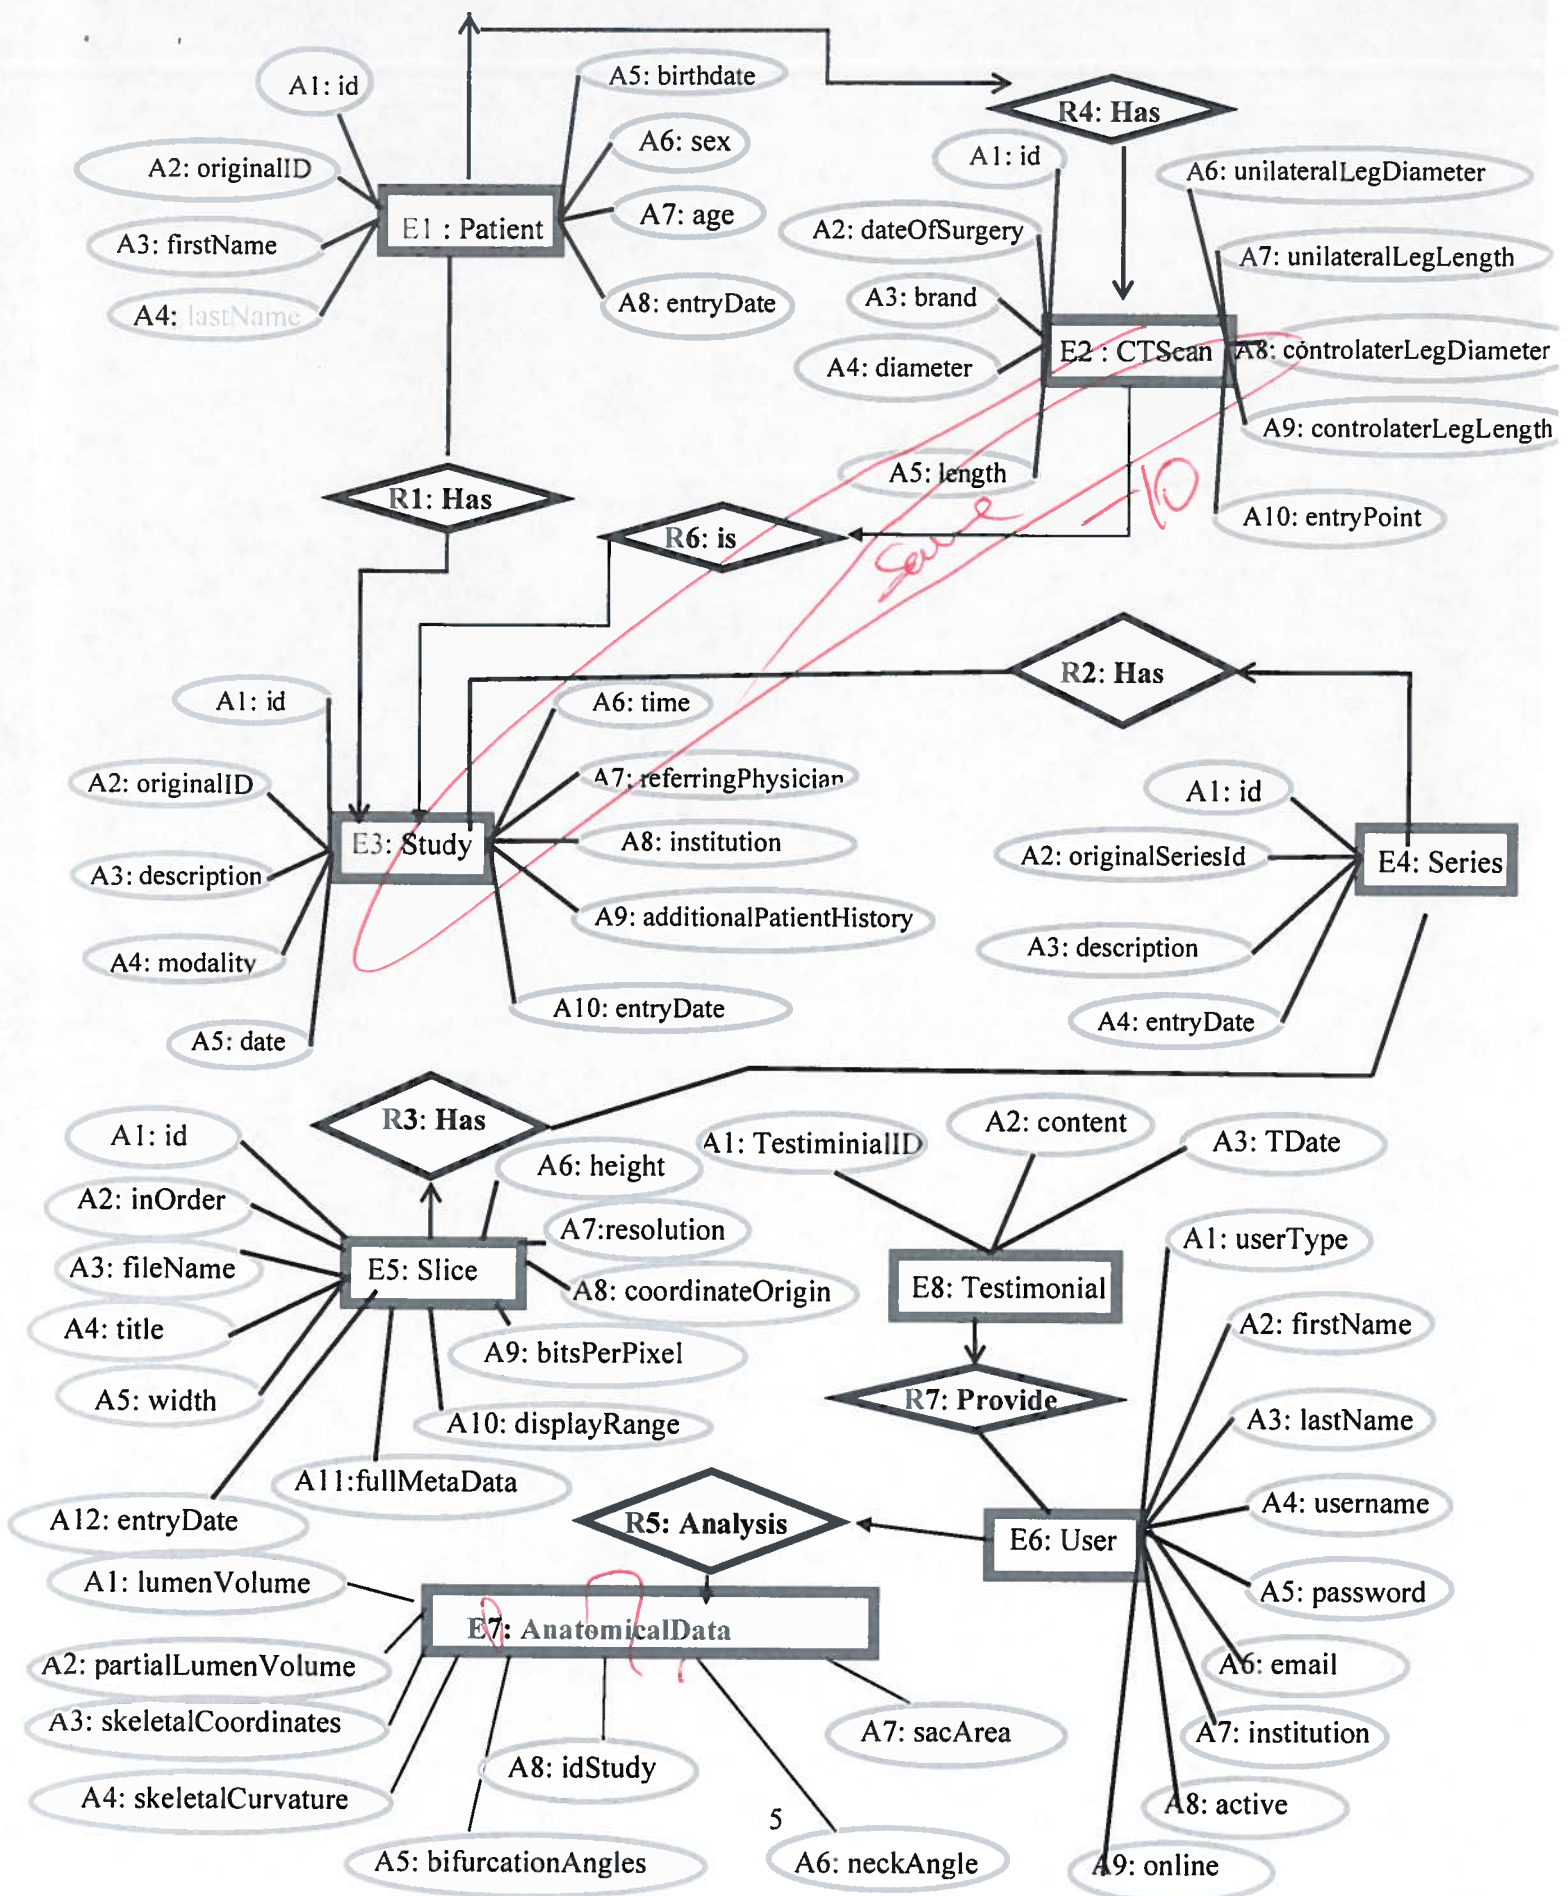 A1: id
A5: birthdate
A2: originalID
A6: sex
E1 : Patient
A3: firstName
A7: age
A4: lastName
A8: entryDate
R4: Has
A1: id
A6: unilateralLegDiameter
A2: dateOfSurgery
A7: unilateralLegLength
A3: brand
E2 : CTScan
A8: controlaterLegDiameter
A4: diameter
A9: controlaterLegLength
A5: length
A10: entryPoint
R1: Has
R6: is
Same
-10
R2: Has
A1: id
A6: time
A2: originalID
A7: referringPhysician
E3: Study
A8: institution
A3: description
A9: additionalPatientHistory
A4: modality
A10: entryDate
A5: date
A1: id
A2: originalSeriesId
E4: Series
A3: description
A4: entryDate
R3: Has
A1: id
A6: height
A2: inOrder
A7:resolution
A3: fileName
E5: Slice
A8: coordinateOrigin
A4: title
A9: bitsPerPixel
A5: width
A10: displayRange
A11:fullMetaData
A12: entryDate
A1: TestiminialID
A2: content
A3: TDate
E8: Testimonial
R7: Provide
A1: userType
A2: firstName
A3: lastName
A4: username
E6: User
A5: password
A6: email
A7: institution
A8: active
A9: online
R5: Analysis
A1: lumenVolume
E7: AnatomicalData
A2: partialLumenVolume
A3: skeletalCoordinates
A7: sacArea
A8: idStudy
A4: skeletalCurvature
A5: bifurcationAngles
A6: neckAngle
5